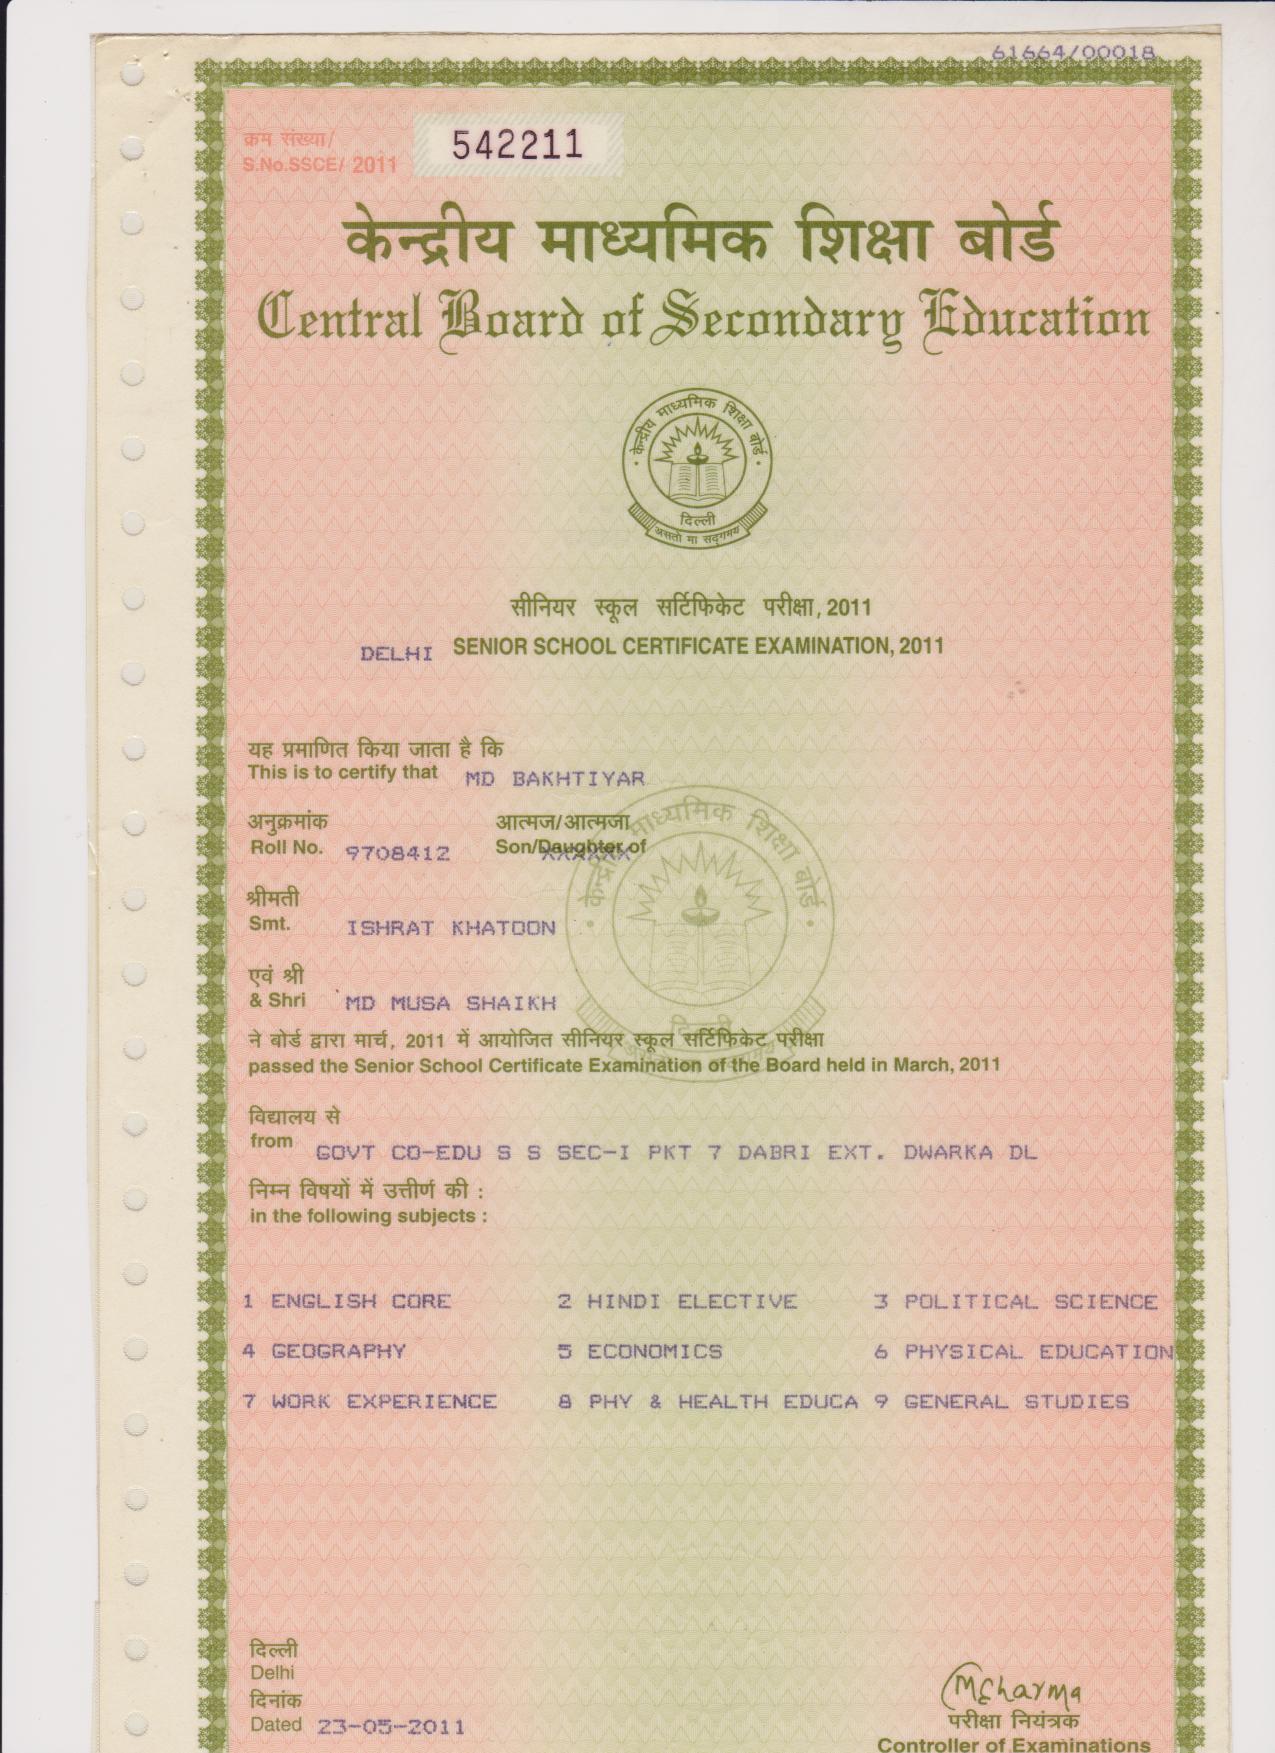 61664/00018
क्रम संख्या/
S.No.SSCE/ 2011 542211
केन्द्रीय माध्यमिक शिक्षा बोर्ड
Central Board of Secondary Education
केन्द्रीय माध्यमिक शिक्षा बोर्ड
दिल्ली
असतो मा सद्गमय
सीनियर स्कूल सर्टिफिकेट परीक्षा, 2011
DELHI SENIOR SCHOOL CERTIFICATE EXAMINATION, 2011
यह प्रमाणित किया जाता है कि
This is to certify that MD BAKHTIYAR
अनुक्रमांक आत्मज/आत्मजा
Roll No. 9708412 Son/Daughter of
श्रीमती
Smt. ISHRAT KHATOON
एवं श्री
& Shri MD MUSA SHAIKH
केन्द्रीय माध्यमिक शिक्षा बोर्ड
दिल्ली
असतो मा सद्गमय
ने बोर्ड द्वारा मार्च, 2011 में आयोजित सीनियर स्कूल सर्टिफिकेट परीक्षा
passed the Senior School Certificate Examination of the Board held in March, 2011
विद्यालय से
from GOVT CO-EDU S S SEC-I PKT 7 DABRI EXT. DWARKA DL
निम्न विषयों में उत्तीर्ण की :
in the following subjects :
1 ENGLISH CORE 2 HINDI ELECTIVE 3 POLITICAL SCIENCE
4 GEOGRAPHY 5 ECONOMICS 6 PHYSICAL EDUCATION
7 WORK EXPERIENCE 8 PHY & HEALTH EDUCA 9 GENERAL STUDIES
दिल्ली
Delhi
दिनांक
Dated 23-05-2011
MSharma
परीक्षा नियंत्रक
Controller of Examinations